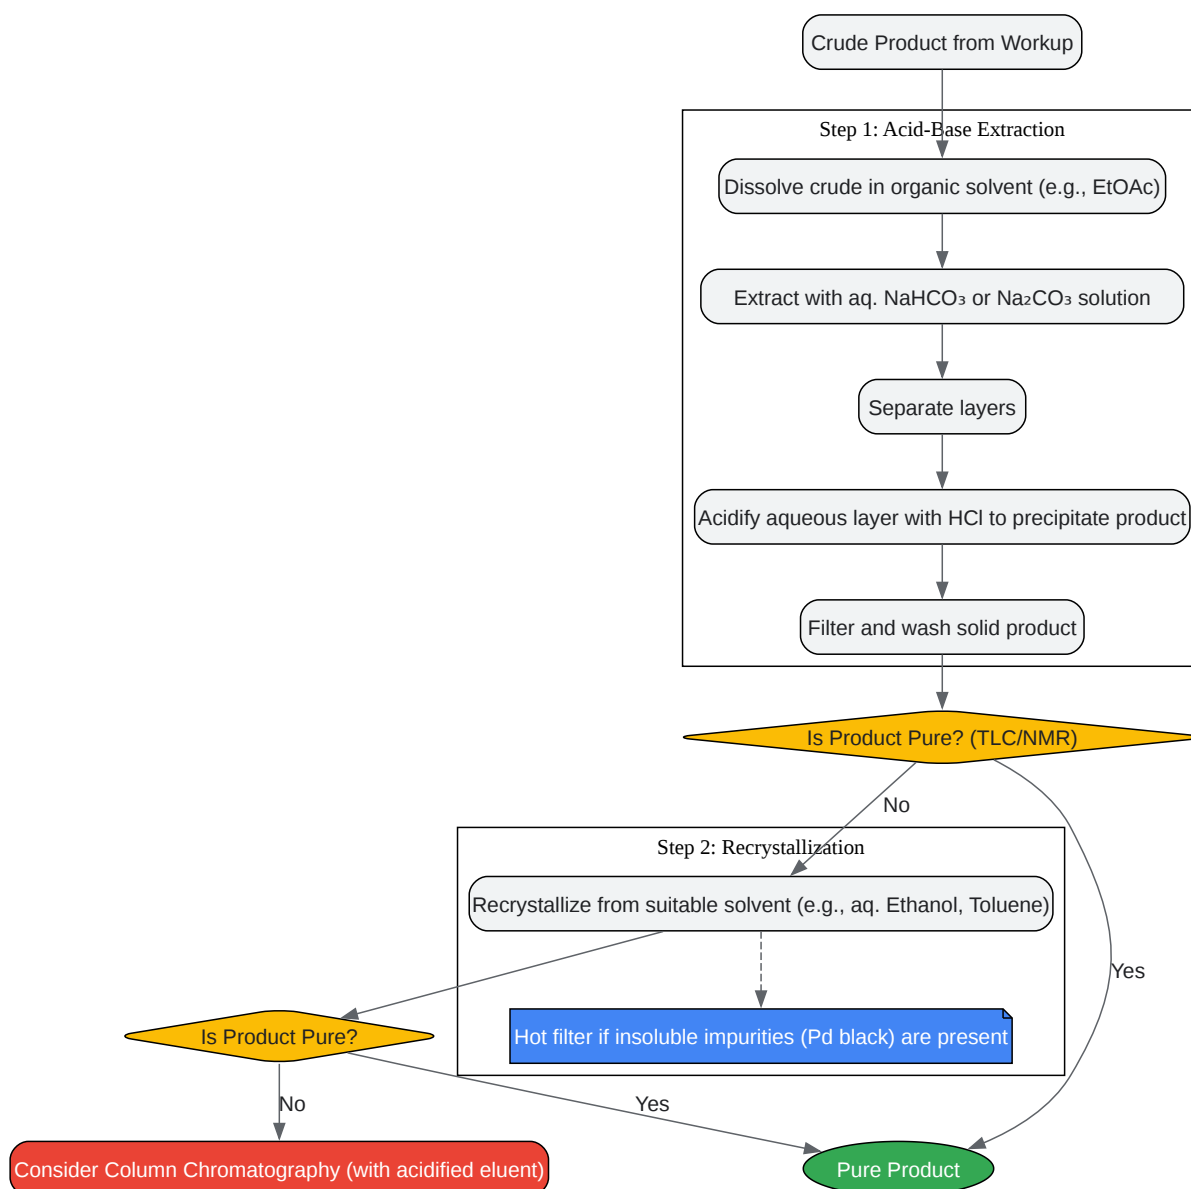 Crude Product from Workup
Step 1: Acid-Base Extraction
Dissolve crude in organic solvent (e.g., EtOAc)
Extract with aq. NaHCO₃ or Na₂CO₃ solution
Separate layers
Acidify aqueous layer with HCl to precipitate product
Filter and wash solid product
Is Product Pure? (TLC/NMR)
No
Step 2: Recrystallization
Recrystallize from suitable solvent (e.g., aq. Ethanol, Toluene)
Yes
Hot filter if insoluble impurities (Pd black) are present
Is Product Pure?
No
Yes
Consider Column Chromatography (with acidified eluent)
Pure Product